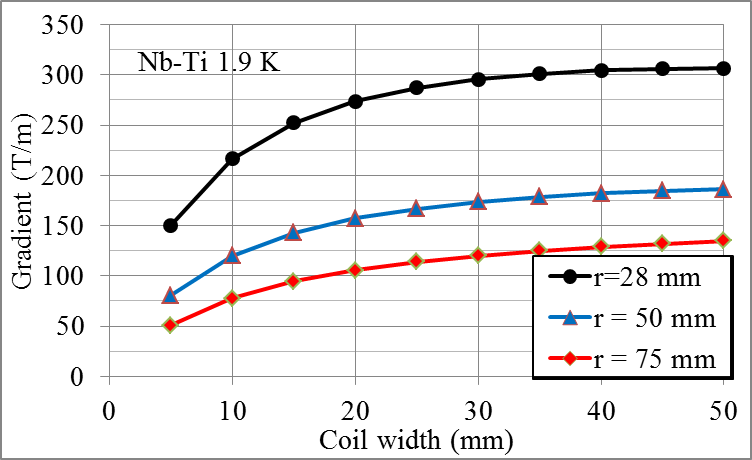 350
300
250
200
150
100
50
0
Gradient (T/m)
Nb-Ti 1.9 K
r=28 mm
r = 50 mm
r = 75 mm
0 10 20 30 40 50
Coil width (mm)